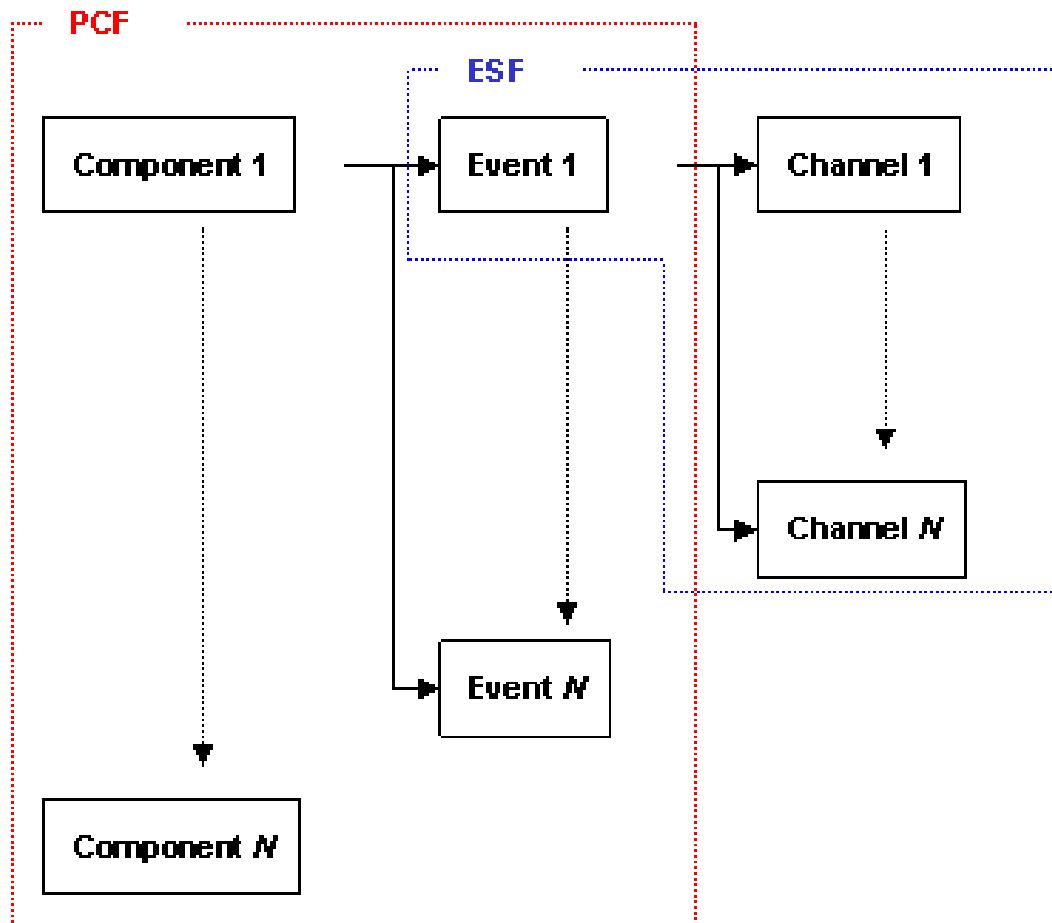 PCF
ESF
Component 1
Event 1
Channel 1
Channel N
Event N
Component N